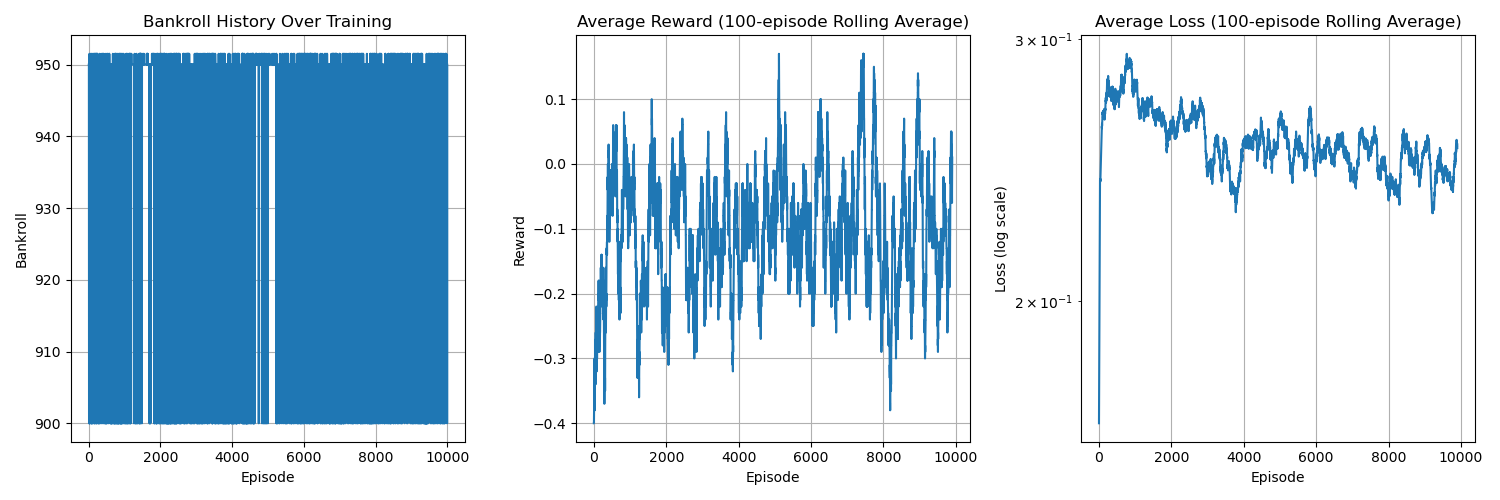 Bankroll History Over Training
Bankroll
950
940
930
920
910
900
0 2000 4000 6000 8000 10000
Episode
Average Reward (100-episode Rolling Average)
Reward
0.1
0.0
−0.1
−0.2
−0.3
−0.4
0 2000 4000 6000 8000 10000
Episode
Average Loss (100-episode Rolling Average)
Loss (log scale)
3 × 10⁻¹
2 × 10⁻¹
0 2000 4000 6000 8000 10000
Episode